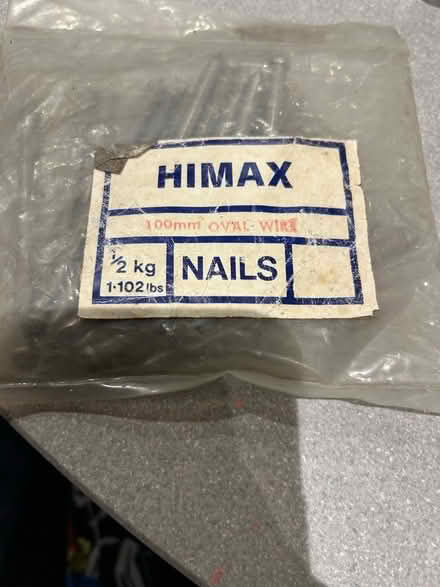 HIMAX
100mm OVAL-WIRE
1/2 kg
1·102 lbs
NAILS